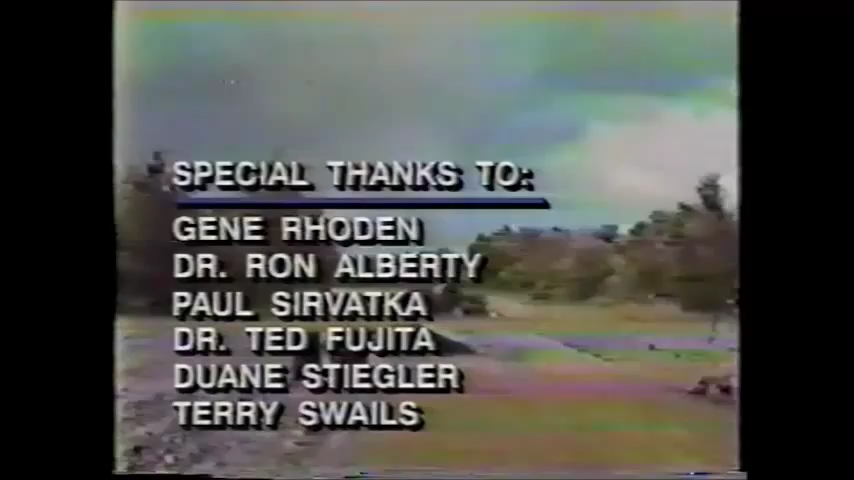 SPECIAL THANKS TO:
GENE RHODEN
DR. RON ALBERTY
PAUL SIRVATKA
DR. TED FUJITA
DUANE STIEGLER
TERRY SWAILS